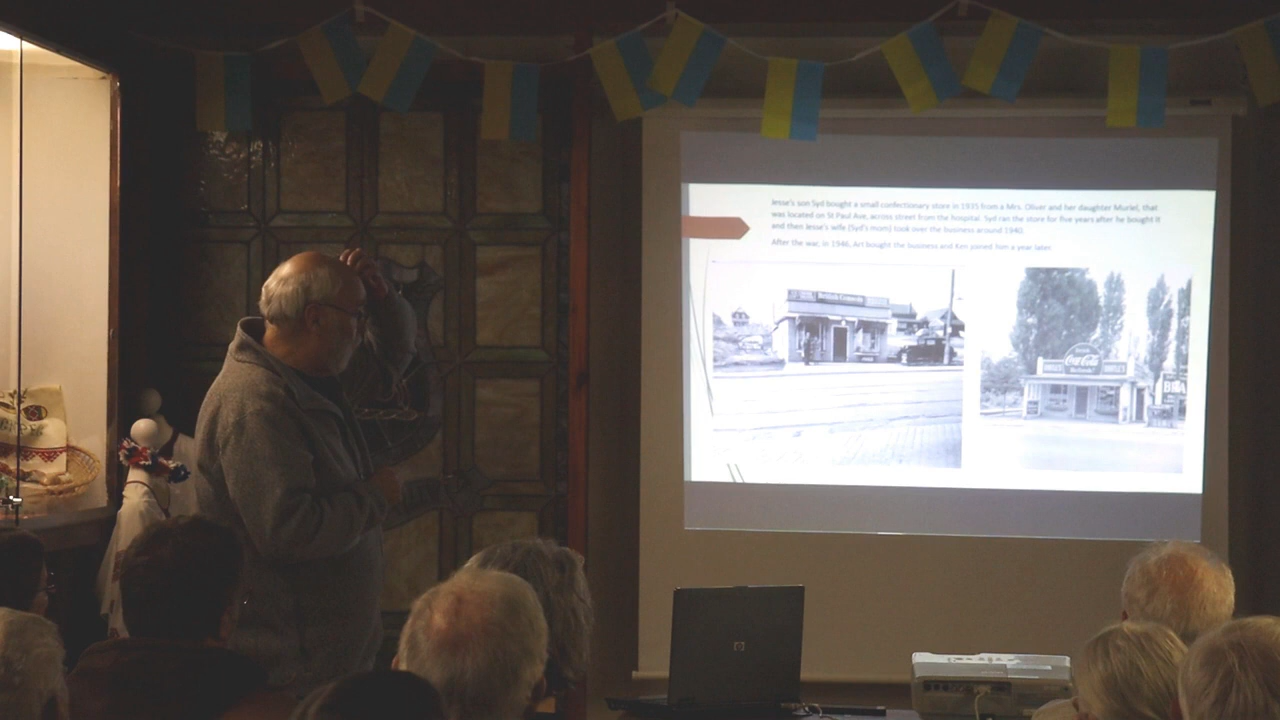 Jesse's son Syd bought a small confectionary store in 1935 from a Mrs. Oliver and her daughter Muriel, that
was located on St Paul Ave, across street from the hospital. Syd ran the store for five years after he bought it
and then Jesse's wife (Syd's mom) took over the business around 1940.
After the war, in 1946, Art bought the business and Ken joined him a year later.
British Consols
Coca-Cola
hp